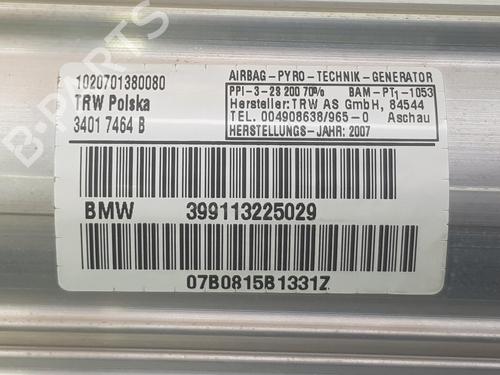 1020701380080
TRW Polska
3401 7464 B
AIRBAG-PYRO-TECHNIK-GENERATOR
PPI-3-28 200 70% BAM-PT1-1053
Hersteller: TRW AS GmbH, 84544
TEL. 004908638/965-0 Aschau
HERSTELLUNGS-JAHR: 2007
BMW 399113225029
07B0815B1331Z
B-PARTS